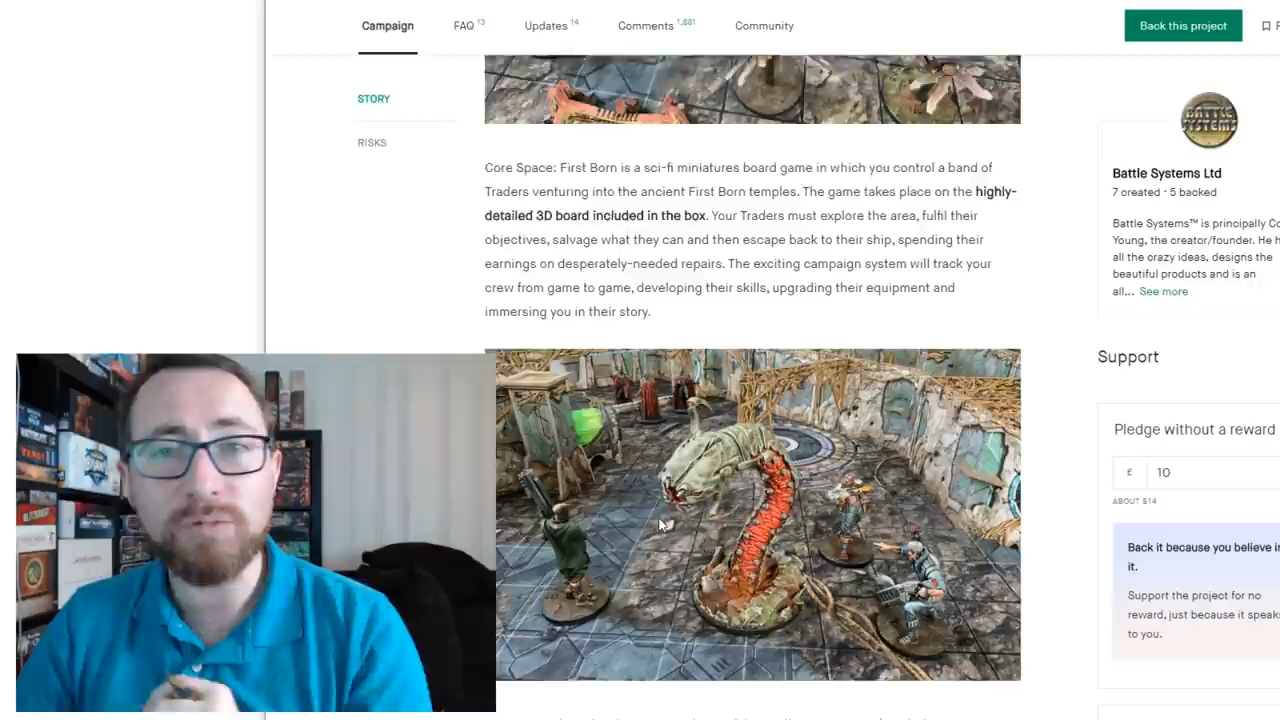 Campaign
FAQ 13
Updates 14
Comments 1,881
Community
Back this project
STORY
RISKS
BATTLE
SYSTEMS
Core Space: First Born is a sci-fi miniatures board game in which you control a band of
Traders venturing into the ancient First Born temples. The game takes place on the highly-
detailed 3D board included in the box. Your Traders must explore the area, fulfil their
objectives, salvage what they can and then escape back to their ship, spending their
earnings on desperately-needed repairs. The exciting campaign system will track your
crew from game to game, developing their skills, upgrading their equipment and
immersing you in their story.
Battle Systems Ltd
7 created · 5 backed
Battle Systems™ is principally Co
Young, the creator/founder. He h
all the crazy ideas, designs the
beautiful products and is an
all... See more
Support
Pledge without a reward
£ 10
ABOUT $14
Back it because you believe in
it.
Support the project for no
reward, just because it speaks
to you.